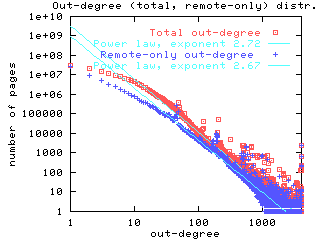 Out-degree (total, remote-only) distr.
1e+10
1e+09
1e+08
1e+07
1e+06
100000
10000
1000
100
10
1
Total out-degree
Power law, exponent 2.72
Remote-only out-degree
Power law, exponent 2.67
number of pages
1
10
100
1000
out-degree